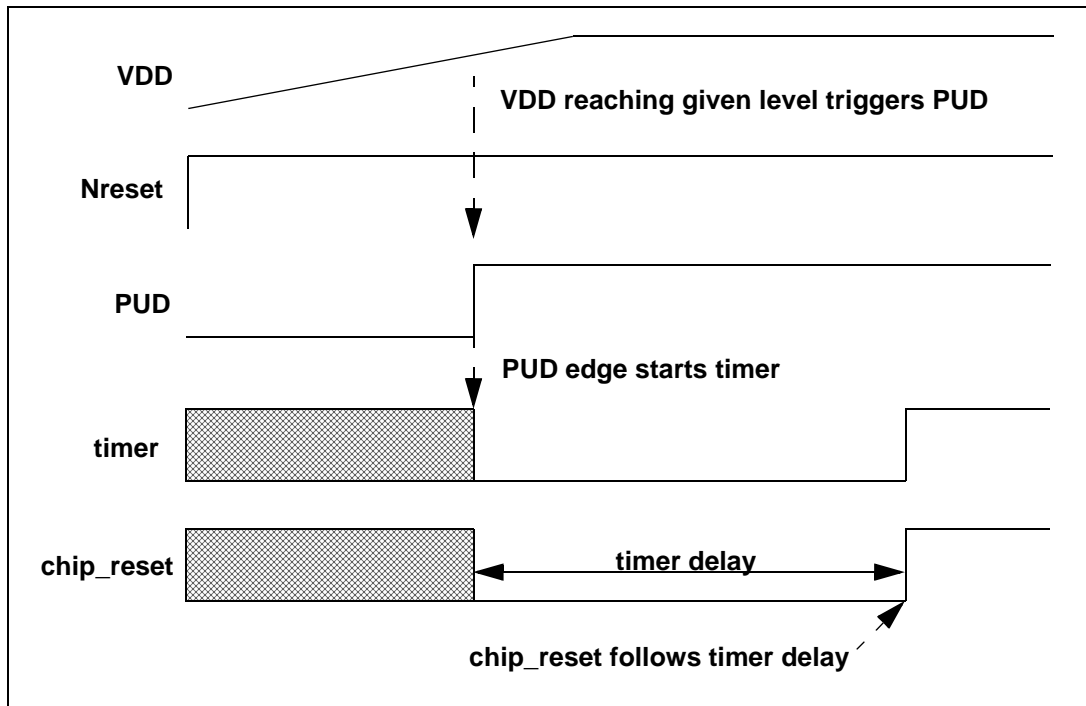 VDD
VDD reaching given level triggers PUD
Nreset
PUD
PUD edge starts timer
timer
chip_reset
timer delay
chip_reset follows timer delay